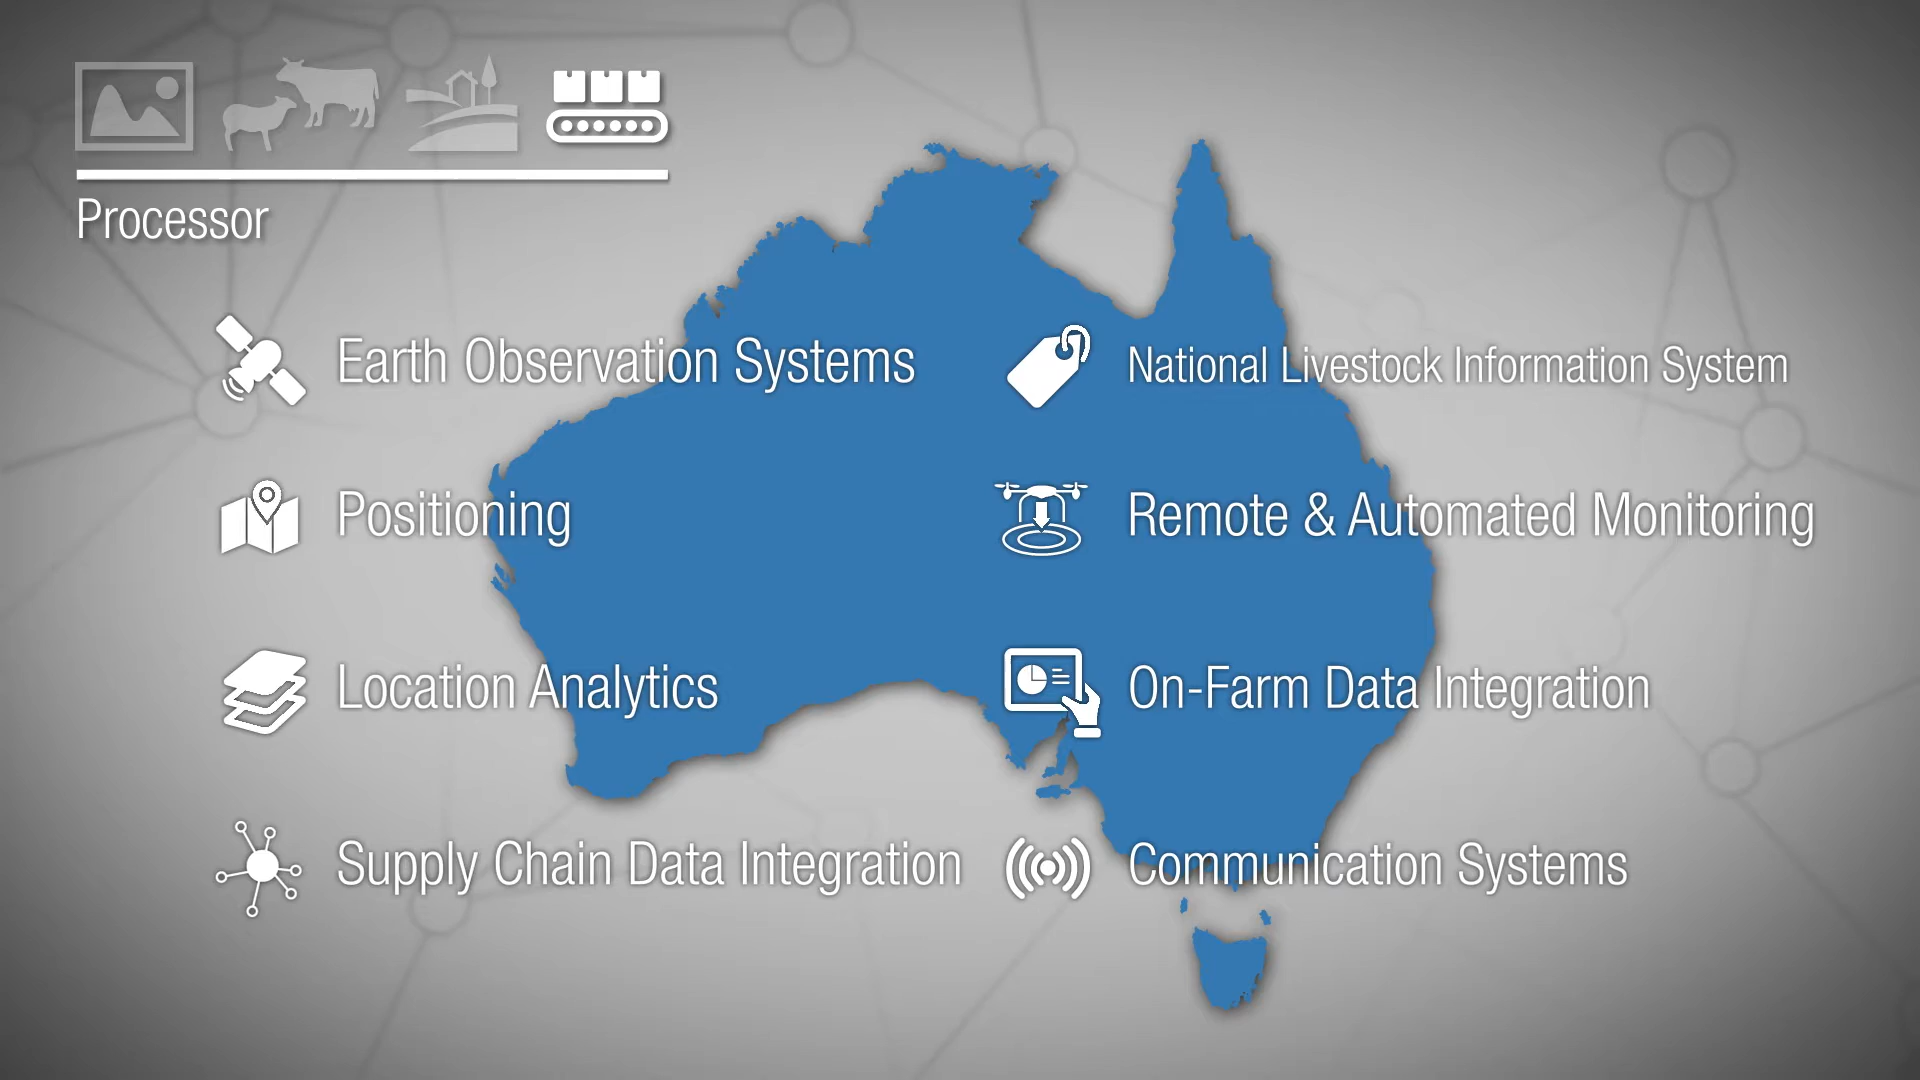 Processor
Earth Observation Systems
National Livestock Information System
Positioning
Remote & Automated Monitoring
Location Analytics
On-Farm Data Integration
Supply Chain Data Integration
Communication Systems